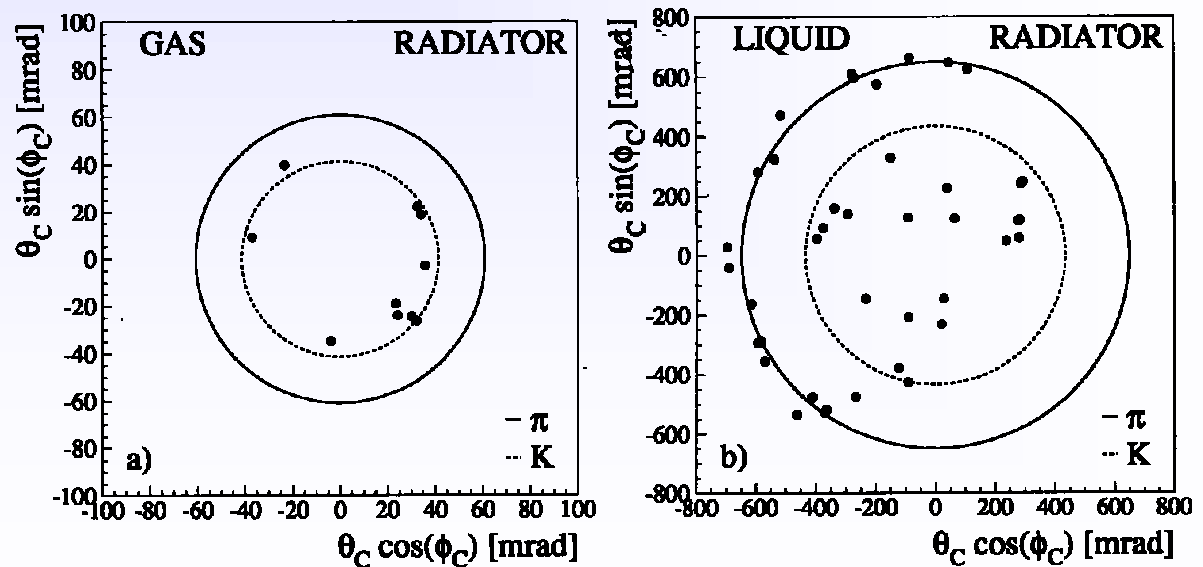 GAS RADIATOR
θC sin(ϕC) [mrad]
100
80
60
40
20
0
-20
-40
-60
-80
-100
– π
-- K
a)
-100 -80 -60 -40 -20 0 20 40 60 80 100
θC cos(ϕC) [mrad]
LIQUID RADIATOR
θC sin(ϕC) [mrad]
800
600
400
200
0
-200
-400
-600
-800
– π
-- K
b)
-800 -600 -400 -200 0 200 400 600 800
θC cos(ϕC) [mrad]